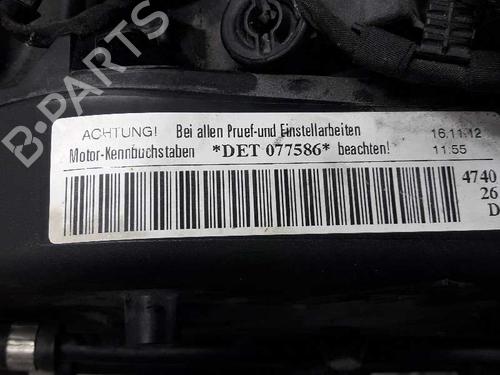 B-PARTS
ACHTUNG! Bei allen Pruef-und Einstellarbeiten 16.11.12
Motor-Kennbuchstaben *DET 077586* beachten! 11.55
4740
26
D